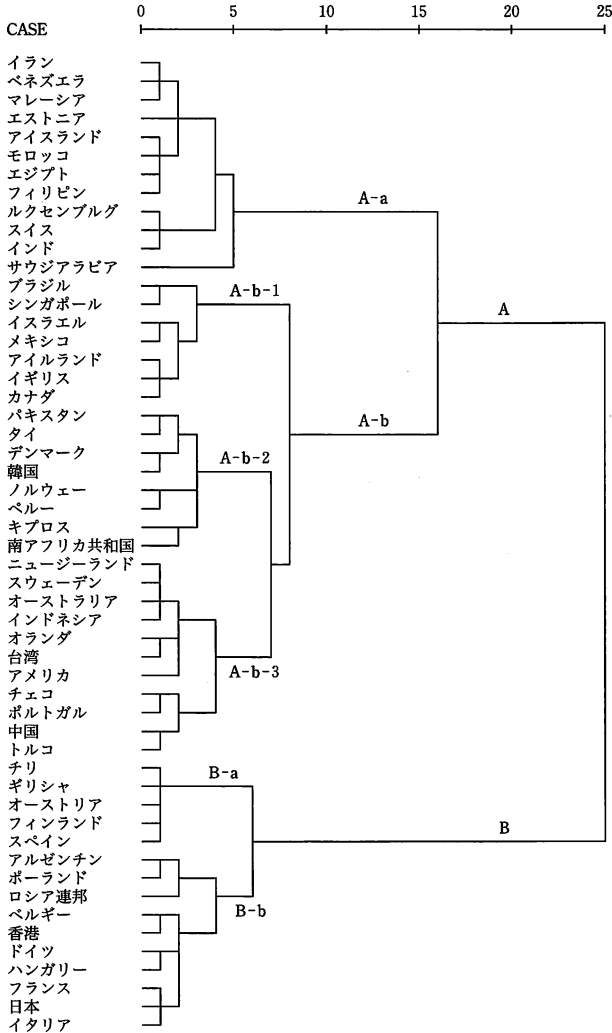 0 5 10 15 20 25
CASE
イラン
ベネズエラ
マレーシア
エストニア
アイスランド
モロッコ
エジプト
フィリピン
ルクセンブルグ
A-a
スイス
インド
サウジアラビア
ブラジル
A-b-1
シンガポール
イスラエル
A
メキシコ
アイルランド
イギリス
カナダ
パキスタン
A-b
タイ
デンマーク
A-b-2
韓国
ノルウェー
ペルー
キプロス
南アフリカ共和国
ニュージーランド
スウェーデン
オーストラリア
インドネシア
オランダ
台湾
アメリカ
A-b-3
チェコ
ポルトガル
中国
トルコ
チリ
B-a
ギリシャ
オーストリア
フィンランド
B
スペイン
アルゼンチン
ポーランド
ロシア連邦
B-b
ベルギー
香港
ドイツ
ハンガリー
フランス
日本
イタリア